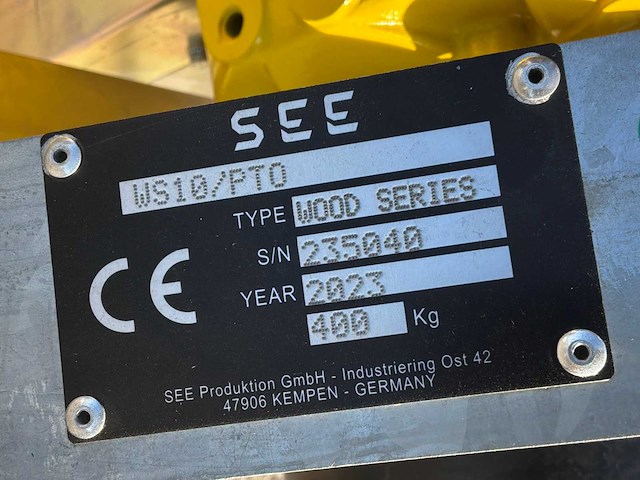 SEE
WS10/PTO
TYPE WOOD SERIES
S/N 235040
YEAR 2023
400 Kg
CE
SEE Produktion GmbH - Industriering Ost 42
47906 KEMPEN - GERMANY